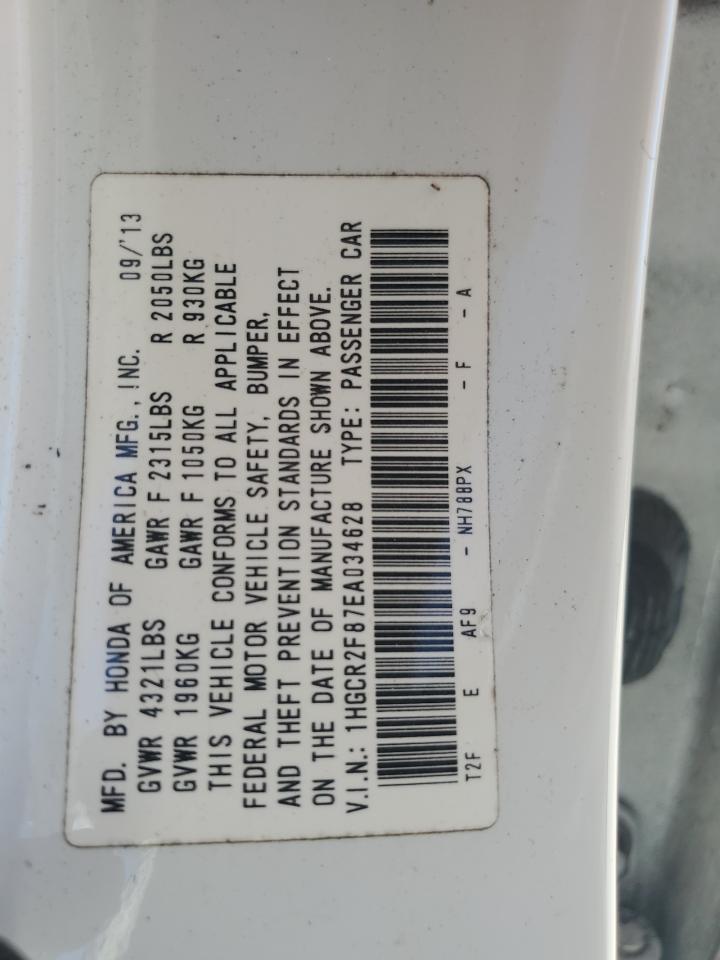 MFD. BY HONDA OF AMERICA MFG., INC. 09/'13
GVWR 4321LBS GAWR F 2315LBS R 2050LBS
GVWR 1960KG GAWR F 1050KG R 930KG
THIS VEHICLE CONFORMS TO ALL APPLICABLE
FEDERAL MOTOR VEHICLE SAFETY, BUMPER,
AND THEFT PREVENTION STANDARDS IN EFFECT
ON THE DATE OF MANUFACTURE SHOWN ABOVE.
V.I.N.: 1HGCR2F87EA034628 TYPE: PASSENGER CAR
T2F E AF9 - NH788PX - F - A